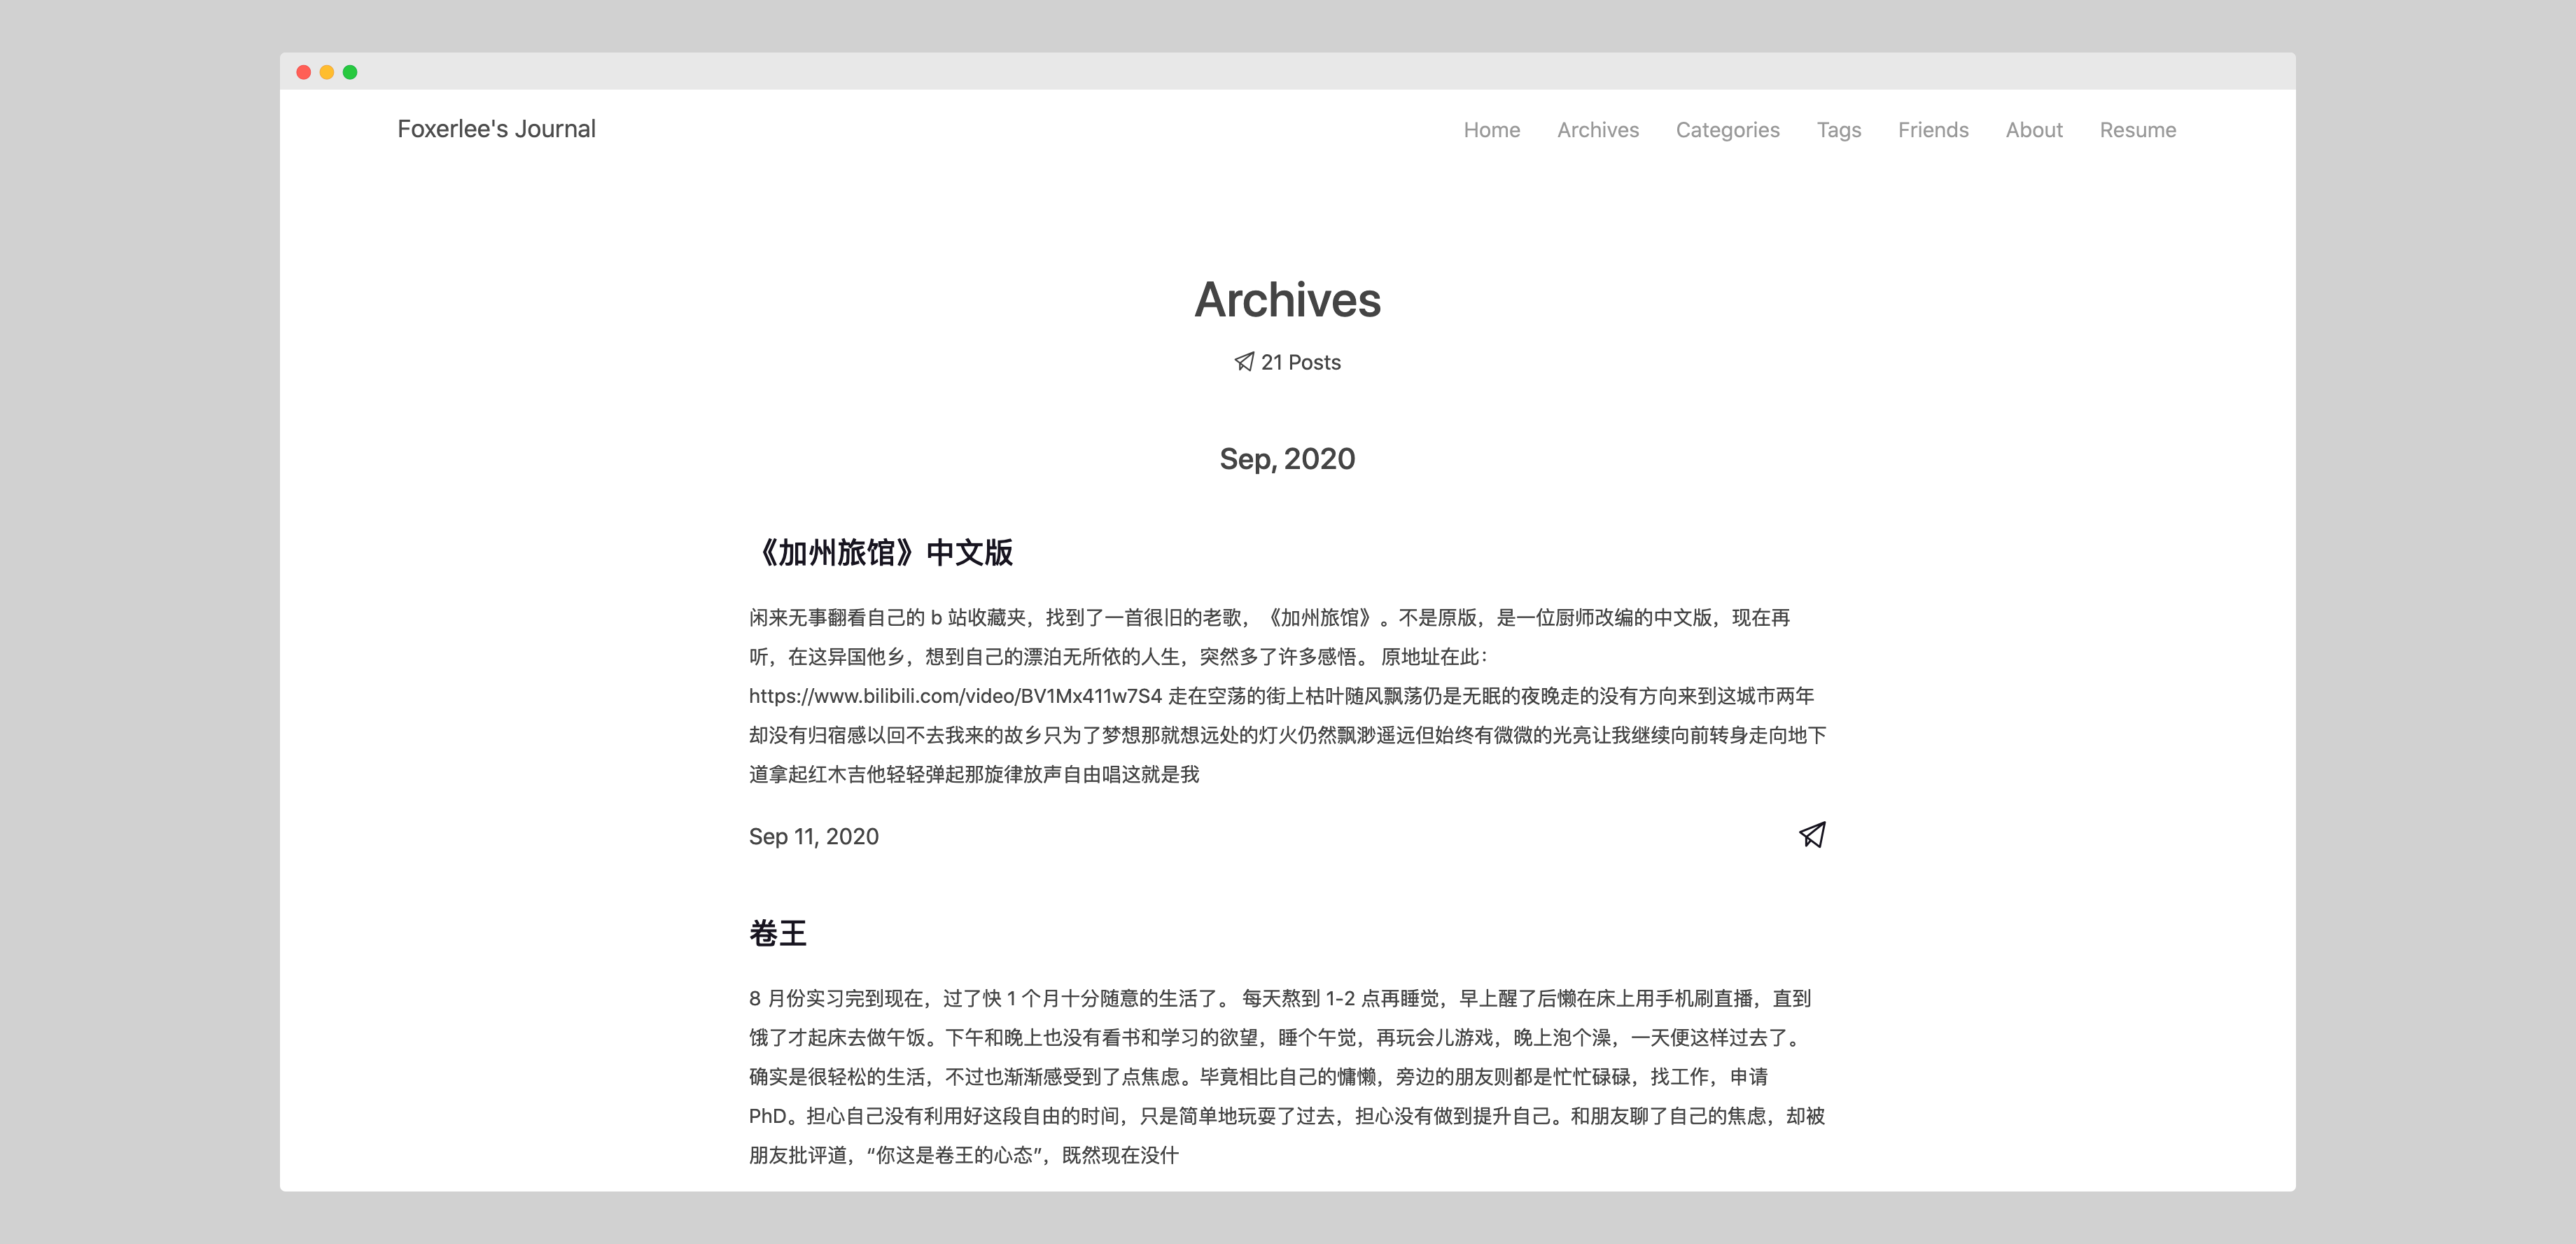 Foxerlee's Journal
Home Archives Categories Tags Friends About Resume
Archives
21 Posts
Sep, 2020
《加州旅馆》中文版
闲来无事翻看自己的 b 站收藏夹，找到了一首很旧的老歌，《加州旅馆》。不是原版，是一位厨师改编的中文版，现在再
听，在这异国他乡，想到自己的漂泊无所依的人生，突然多了许多感悟。 原地址在此：
https://www.bilibili.com/video/BV1Mx411w7S4 走在空荡的街上枯叶随风飘荡仍是无眠的夜晚走的没有方向来到这城市两年
却没有归宿感以回不去我来的故乡只为了梦想那就想远处的灯火仍然飘渺遥远但始终有微微的光亮让我继续向前转身走向地下
道拿起红木吉他轻轻弹起那旋律放声自由唱这就是我
Sep 11, 2020
卷王
8 月份实习完到现在，过了快 1 个月十分随意的生活了。 每天熬到 1-2 点再睡觉，早上醒了后懒在床上用手机刷直播，直到
饿了才起床去做午饭。下午和晚上也没有看书和学习的欲望，睡个午觉，再玩会儿游戏，晚上泡个澡，一天便这样过去了。
确实是很轻松的生活，不过也渐渐感受到了点焦虑。毕竟相比自己的慵懒，旁边的朋友则都是忙忙碌碌，找工作，申请
PhD。担心自己没有利用好这段自由的时间，只是简单地玩耍了过去，担心没有做到提升自己。和朋友聊了自己的焦虑，却被
朋友批评道，“你这是卷王的心态”，既然现在没什